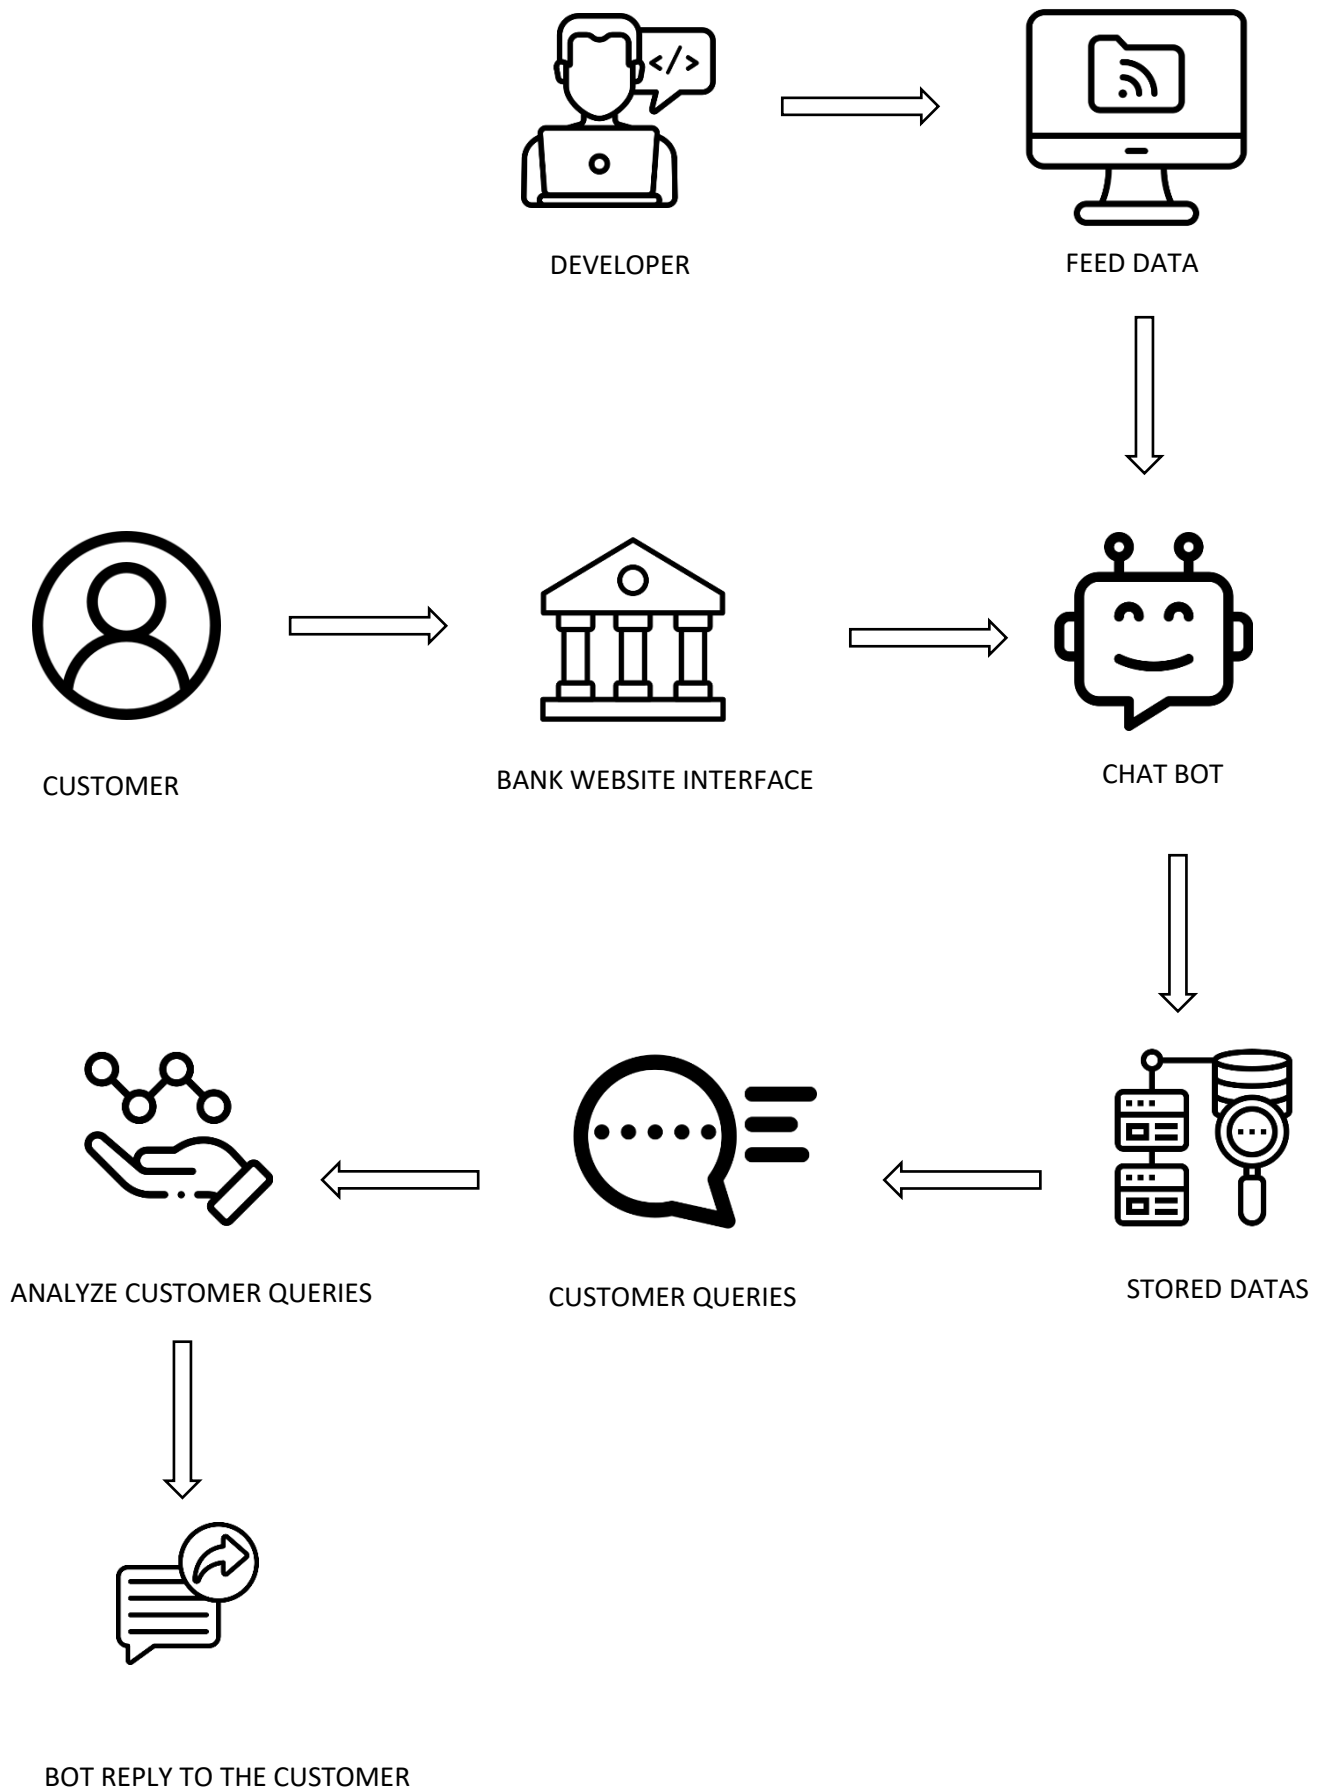 </>
DEVELOPER
FEED DATA
CUSTOMER
BANK WEBSITE INTERFACE
CHAT BOT
ANALYZE CUSTOMER QUERIES
CUSTOMER QUERIES
STORED DATAS
BOT REPLY TO THE CUSTOMER